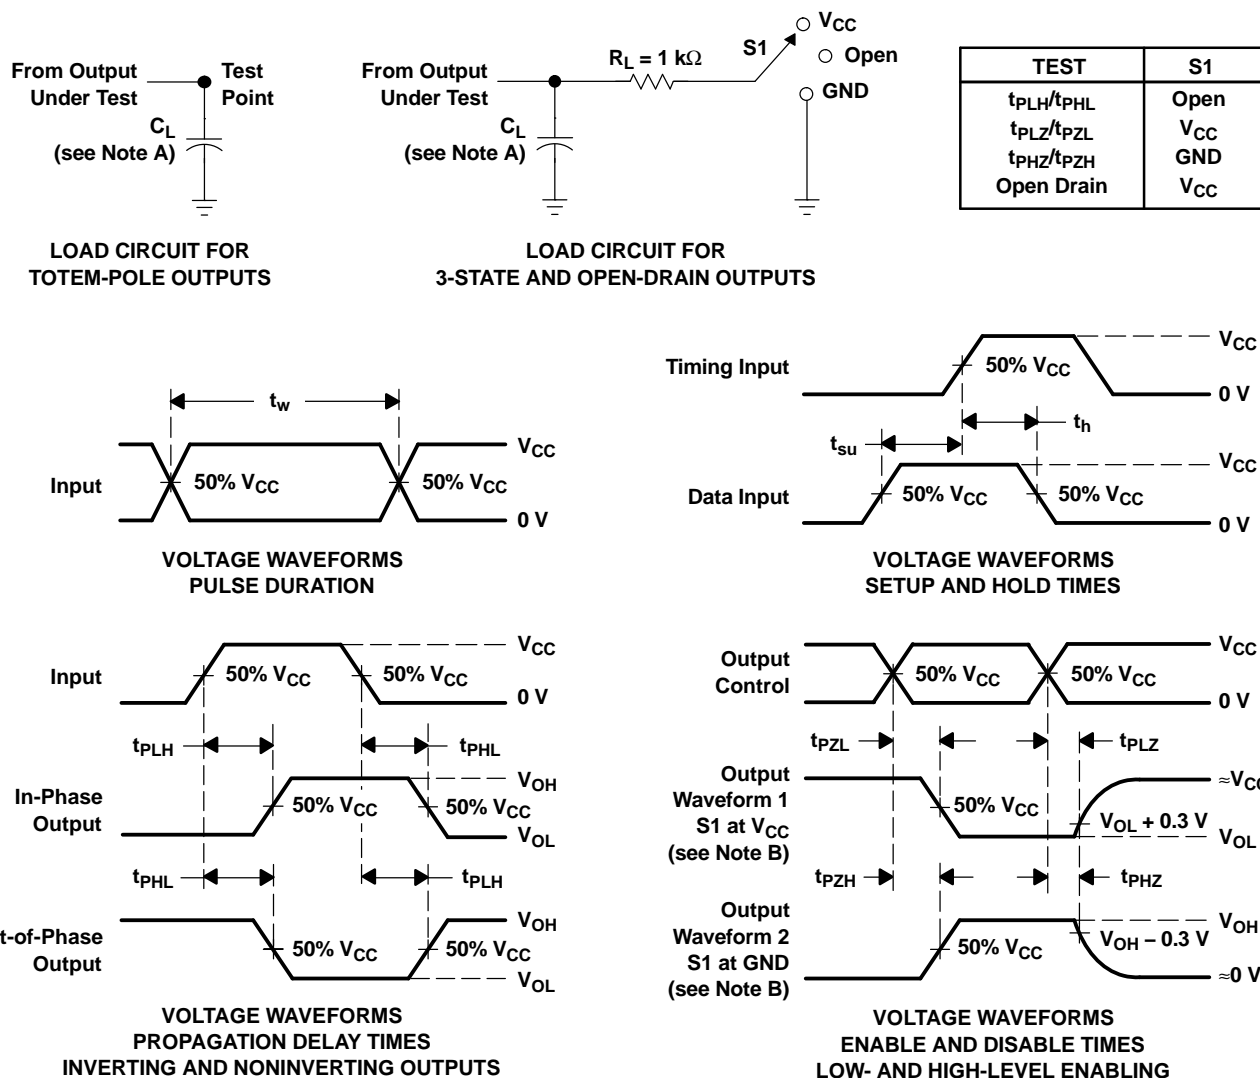 From Output
Under Test
Test
Point
CL
(see Note A)
LOAD CIRCUIT FOR
TOTEM-POLE OUTPUTS
From Output
Under Test
RL = 1 kΩ
S1
VCC
Open
GND
CL
(see Note A)
LOAD CIRCUIT FOR
3-STATE AND OPEN-DRAIN OUTPUTS
TEST S1
tPLH/tPHL Open
tPLZ/tPZL VCC
tPHZ/tPZH GND
Open Drain VCC
tw
Input
50% VCC
50% VCC
VCC
0 V
VOLTAGE WAVEFORMS
PULSE DURATION
Timing Input
50% VCC
VCC
0 V
tsu
th
Data Input
50% VCC
50% VCC
VCC
0 V
VOLTAGE WAVEFORMS
SETUP AND HOLD TIMES
Input
50% VCC
50% VCC
VCC
0 V
tPLH
tPHL
In-Phase
Output
50% VCC
50% VCC
VOH
VOL
tPHL
tPLH
t-of-Phase
Output
50% VCC
50% VCC
VOH
VOL
VOLTAGE WAVEFORMS
PROPAGATION DELAY TIMES
INVERTING AND NONINVERTING OUTPUTS
Output
Control
50% VCC
50% VCC
VCC
0 V
tPZL
tPLZ
Output
Waveform 1
S1 at VCC
(see Note B)
50% VCC
≈VCC
VOL + 0.3 V
VOL
tPZH
tPHZ
Output
Waveform 2
S1 at GND
(see Note B)
50% VCC
VOH
VOH – 0.3 V
≈0 V
VOLTAGE WAVEFORMS
ENABLE AND DISABLE TIMES
LOW- AND HIGH-LEVEL ENABLING